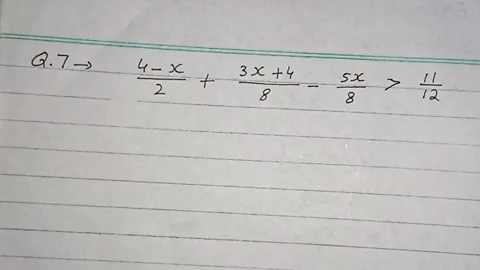 Q.7→ (4-x)/2 + (3x+4)/8 - 5x/8 > 11/12